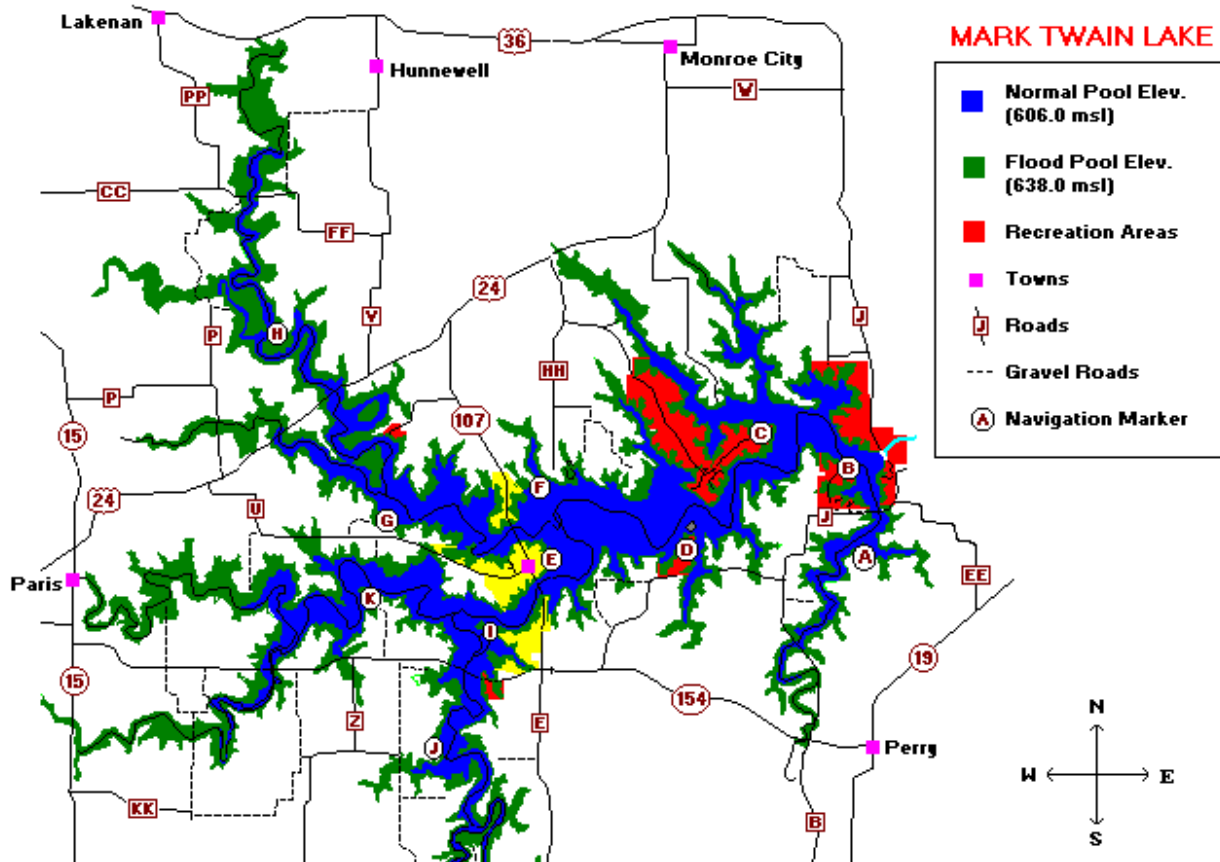 MARK TWAIN LAKE
Normal Pool Elev.
(606.0 msl)
Flood Pool Elev.
(638.0 msl)
Recreation Areas
Towns
J Roads
Gravel Roads
A Navigation Marker
Lakenan
36
Monroe City
Hunnewell
PP
W
CC
FF
24
V
J
H
P
HH
P
107
15
C
B
F
24
U
G
J
D
E
A
Paris
EE
K
I
19
15
154
Z
E
J
Perry
KK
B
N
W
E
S